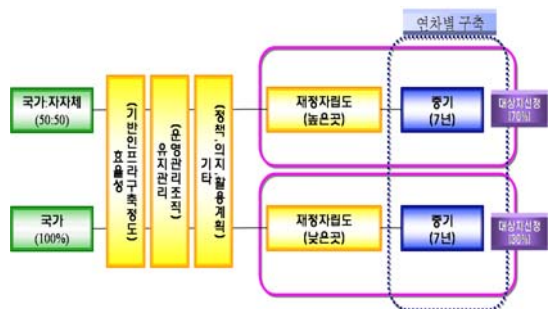 연차별 구축
국가:자자체
(50:50)
국가
(100%)
효율성
(기반인프라구축정도)
유지관리
(운영관리조직)
기타
(정책·의지·활용계획)
재정자립도
(높은곳)
중기
(7년)
대상지선정
(70%)
재정자립도
(낮은곳)
중기
(7년)
대상지선정
(30%)